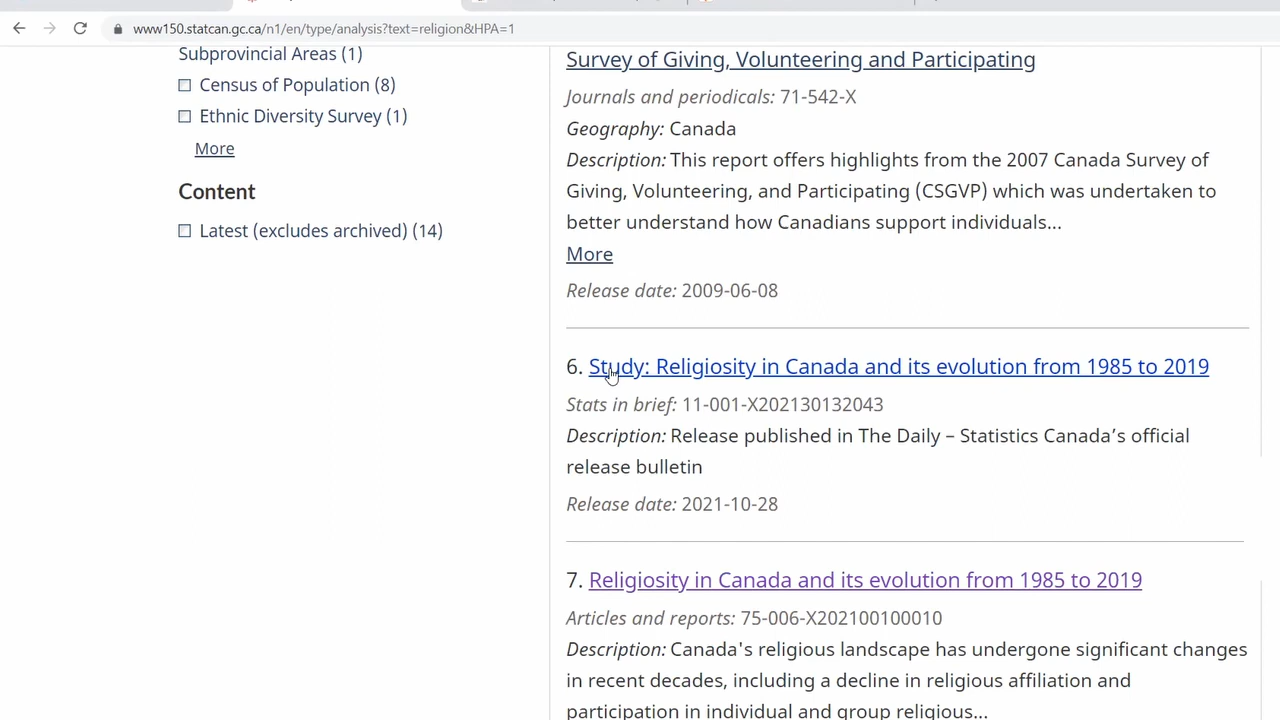 www150.statcan.gc.ca/n1/en/type/analysis?text=religion&HPA=1
Subprovincial Areas (1)
Census of Population (8)
Ethnic Diversity Survey (1)
More
Content
Latest (excludes archived) (14)
Survey of Giving, Volunteering and Participating
Journals and periodicals: 71-542-X
Geography: Canada
Description: This report offers highlights from the 2007 Canada Survey of
Giving, Volunteering, and Participating (CSGVP) which was undertaken to
better understand how Canadians support individuals...
More
Release date: 2009-06-08
6. Study: Religiosity in Canada and its evolution from 1985 to 2019
Stats in brief: 11-001-X202130132043
Description: Release published in The Daily – Statistics Canada’s official
release bulletin
Release date: 2021-10-28
7. Religiosity in Canada and its evolution from 1985 to 2019
Articles and reports: 75-006-X202100100010
Description: Canada's religious landscape has undergone significant changes
in recent decades, including a decline in religious affiliation and
participation in individual and group religious...